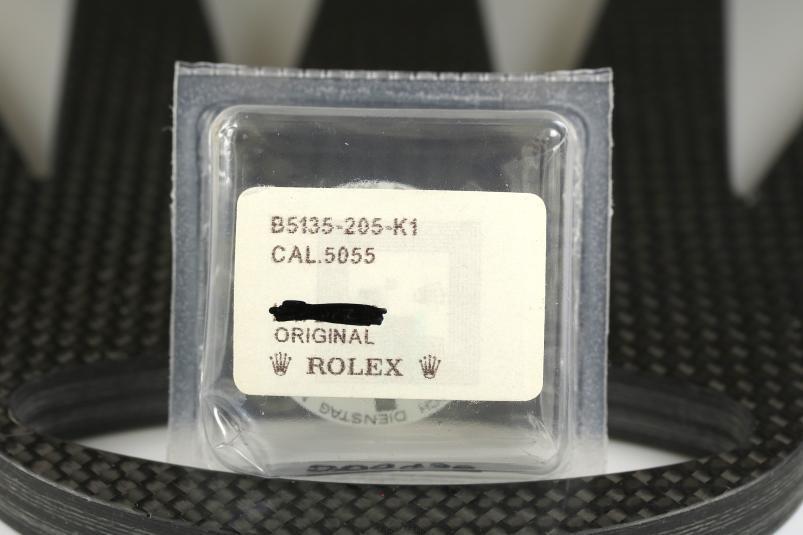 B5135-205-K1
CAL.5055
ORIGINAL
ROLEX
DIENSTAG